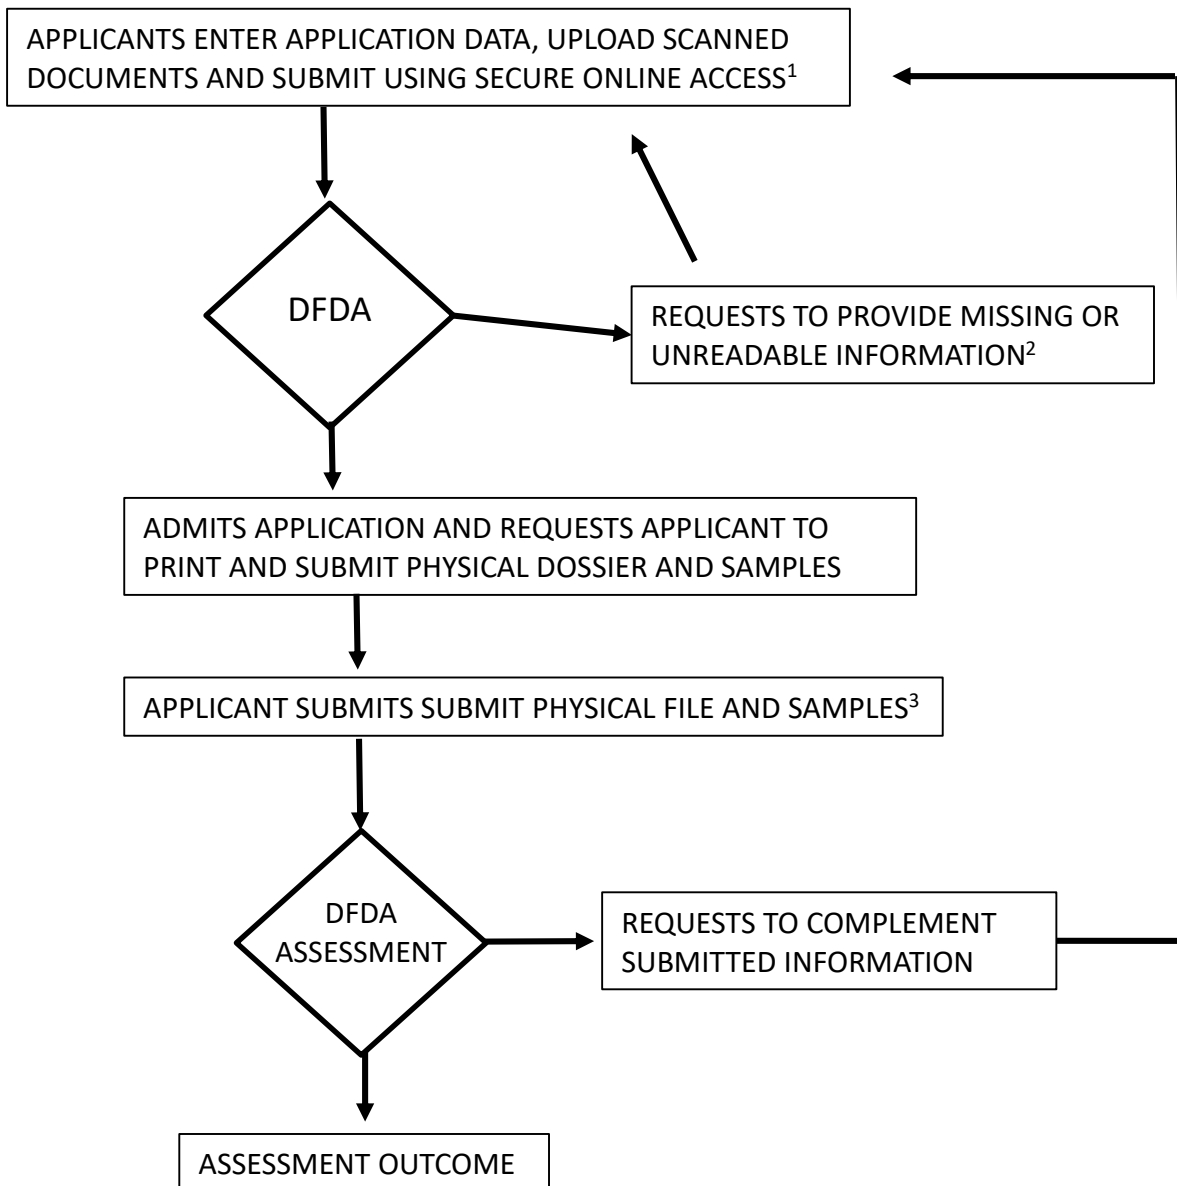 APPLICANTS ENTER APPLICATION DATA, UPLOAD SCANNED
DOCUMENTS AND SUBMIT USING SECURE ONLINE ACCESS¹
DFDA
REQUESTS TO PROVIDE MISSING OR
UNREADABLE INFORMATION²
ADMITS APPLICATION AND REQUESTS APPLICANT TO
PRINT AND SUBMIT PHYSICAL DOSSIER AND SAMPLES
APPLICANT SUBMITS SUBMIT PHYSICAL FILE AND SAMPLES³
DFDA
ASSESSMENT
REQUESTS TO COMPLEMENT
SUBMITTED INFORMATION
ASSESSMENT OUTCOME